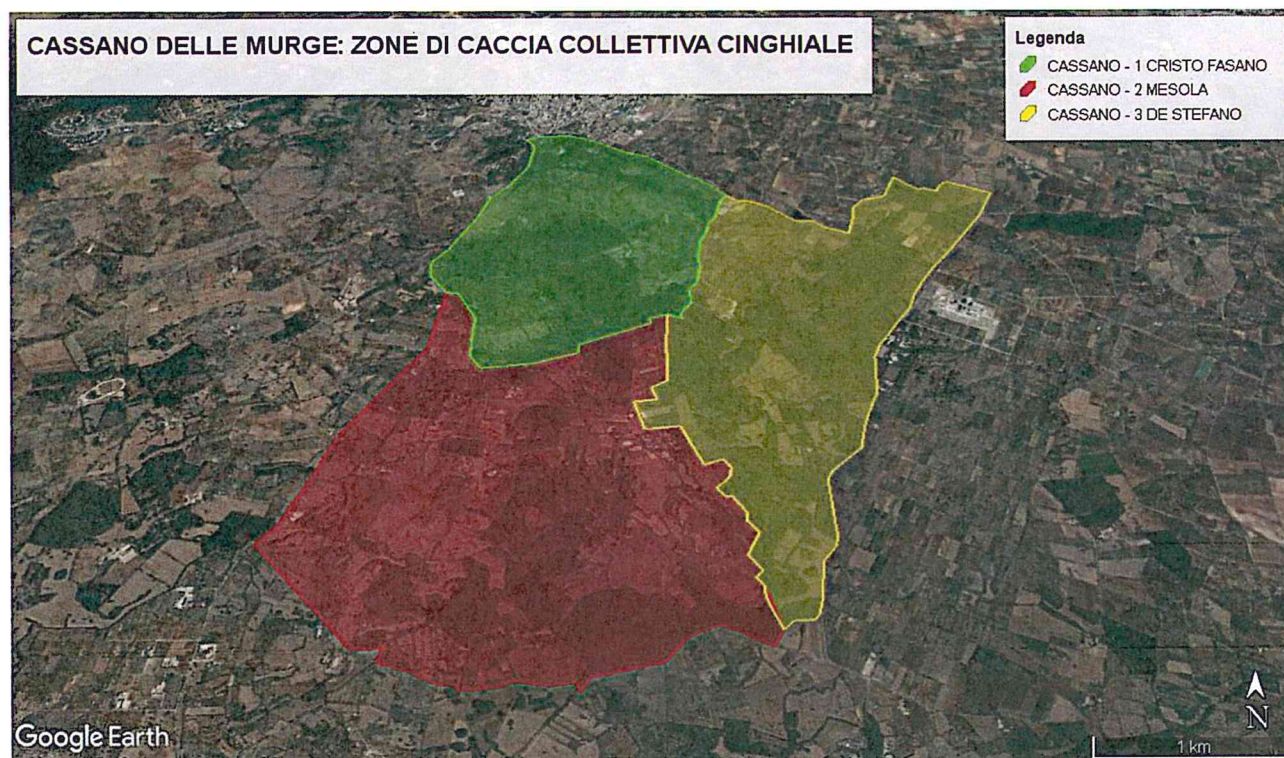 CASSANO DELLE MURGE: ZONE DI CACCIA COLLETTIVA CINGHIALE
Legenda
CASSANO - 1 CRISTO FASANO
CASSANO - 2 MESOLA
CASSANO - 3 DE STEFANO
Google Earth
N
1 km